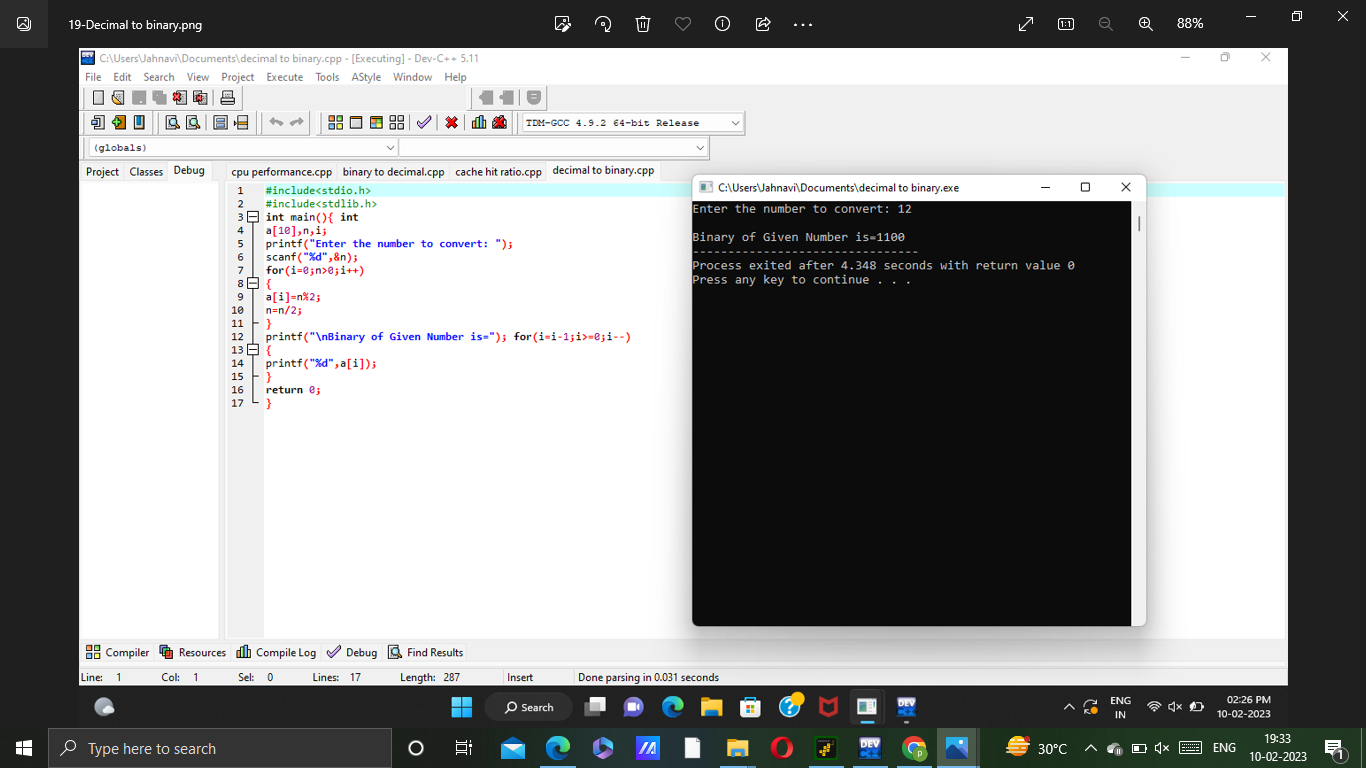 19-Decimal to binary.png
88%
C:\Users\Jahnavi\Documents\decimal to binary.cpp - [Executing] - Dev-C++ 5.11
File Edit Search View Project Execute Tools AStyle Window Help
TDM-GCC 4.9.2 64-bit Release
(globals)
Project Classes Debug
cpu performance.cpp binary to decimal.cpp cache hit ratio.cpp decimal to binary.cpp
1 #include<stdio.h>
2 #include<stdlib.h>
3 int main(){ int
4 a[10],n,i;
5 printf("Enter the number to convert: ");
6 scanf("%d",&n);
7 for(i=0;n>0;i++)
8 {
9 a[i]=n%2;
10 n=n/2;
11 }
12 printf("\nBinary of Given Number is="); for(i=i-1;i>=0;i--)
13 {
14 printf("%d",a[i]);
15 }
16 return 0;
17 }
C:\Users\Jahnavi\Documents\decimal to binary.exe
Enter the number to convert: 12
Binary of Given Number is=1100
--------------------------------
Process exited after 4.348 seconds with return value 0
Press any key to continue . . .
Compiler Resources Compile Log Debug Find Results
Line: 1 Col: 1 Sel: 0 Lines: 17 Length: 287 Insert Done parsing in 0.031 seconds
Search
DEV
ENG
IN
02:26 PM
10-02-2023
Type here to search
DEV
30°C
ENG
19:33
10-02-2023
1